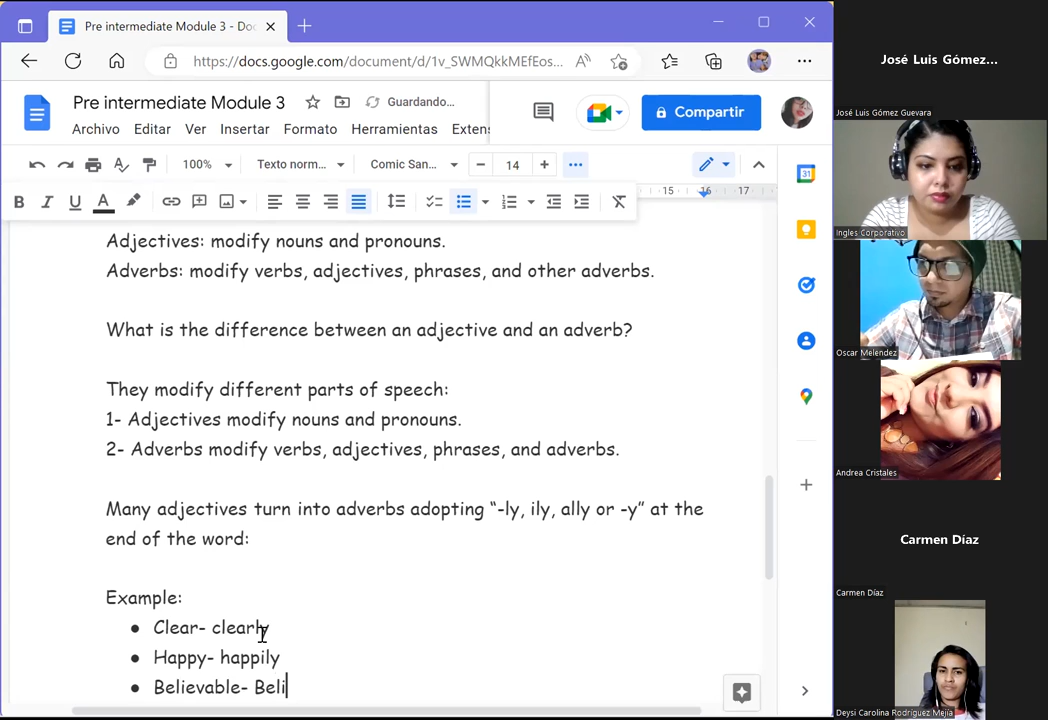 Pre intermediate Module 3 - Doc
https://docs.google.com/document/d/1v_SWMQkkMEfEos...
Pre intermediate Module 3
Guardando...
Compartir
Archivo Editar Ver Insertar Formato Herramientas Extens
100% Texto norm... Comic San... 14
15 16 17
Adjectives: modify nouns and pronouns.
Adverbs: modify verbs, adjectives, phrases, and other adverbs.
What is the difference between an adjective and an adverb?
They modify different parts of speech:
1- Adjectives modify nouns and pronouns.
2- Adverbs modify verbs, adjectives, phrases, and adverbs.
Many adjectives turn into adverbs adopting “-ly, ily, ally or -y” at the
end of the word:
Example:
● Clear- clearly
● Happy- happily
● Believable- Beli
31
José Luis Gómez...
José Luis Gómez Guevara
Ingles Corporativo
Oscar Melendez
Andrea Cristales
Carmen Díaz
Carmen Díaz
Deysi Carolina Rodríguez Mejía